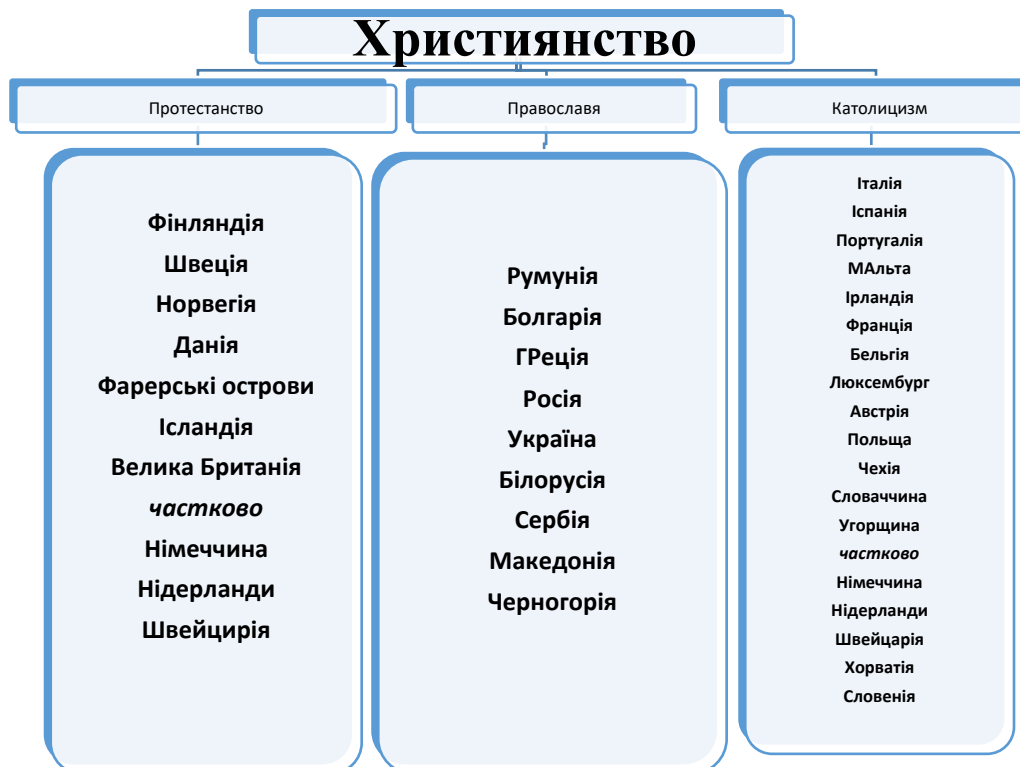 Християнство
Протестанство
Православя
Католицизм
Фінляндія
Швеція
Норвегія
Данія
Фарерські острови
Ісландія
Велика Британія
частково
Німеччина
Нідерланди
Швейцирія
Румунія
Болгарія
ГРеція
Росія
Україна
Білорусія
Сербія
Македонія
Черногорія
Італія
Іспанія
Португалія
МАльта
Ірландія
Франція
Бельгія
Люксембург
Австрія
Польща
Чехія
Словаччина
Угорщина
частково
Німеччина
Нідерланди
Швейцарія
Хорватія
Словенія